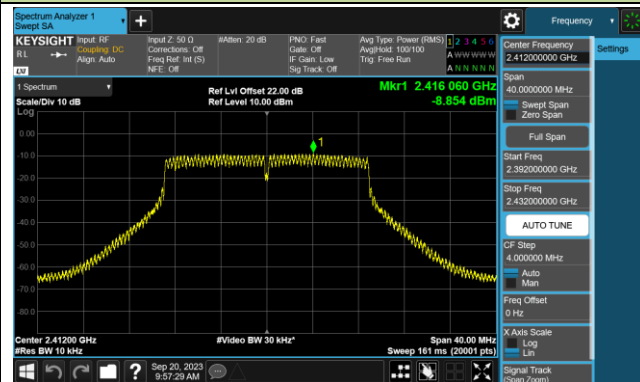 Spectrum Analyzer 1
Swept SA
+
Frequency
KEYSIGHT
RL
LXI
Input: RF
Coupling: DC
Align: Auto
Input Z: 50 Ω
Corrections: Off
Freq Ref: Int (S)
NFE: Off
#Atten: 20 dB
PNO: Fast
Gate: Off
IF Gain: Low
Sig Track: Off
Avg Type: Power (RMS)
Avg|Hold: 100/100
Trig: Free Run
1 2 3 4 5 6
A W W W W W
A N N N N N
1 Spectrum
Scale/Div 10 dB
Ref Lvl Offset 22.00 dB
Ref Level 10.00 dBm
Mkr1 2.416 060 GHz
-8.854 dBm
Log
0.00
-10.0
-20.0
-30.0
-40.0
-50.0
-60.0
-70.0
-80.0
1
Center 2.41200 GHz
#Res BW 10 kHz
#Video BW 30 kHz*
Span 40.00 MHz
Sweep 161 ms (20001 pts)
Center Frequency
2.412000000 GHz
Span
40.0000000 MHz
Swept Span
Zero Span
Full Span
Start Freq
2.392000000 GHz
Stop Freq
2.432000000 GHz
AUTO TUNE
CF Step
4.000000 MHz
Auto
Man
Freq Offset
0 Hz
X Axis Scale
Log
Lin
Signal Track
(Span Zoom)
Settings
?
Sep 20, 2023
9:57:29 AM